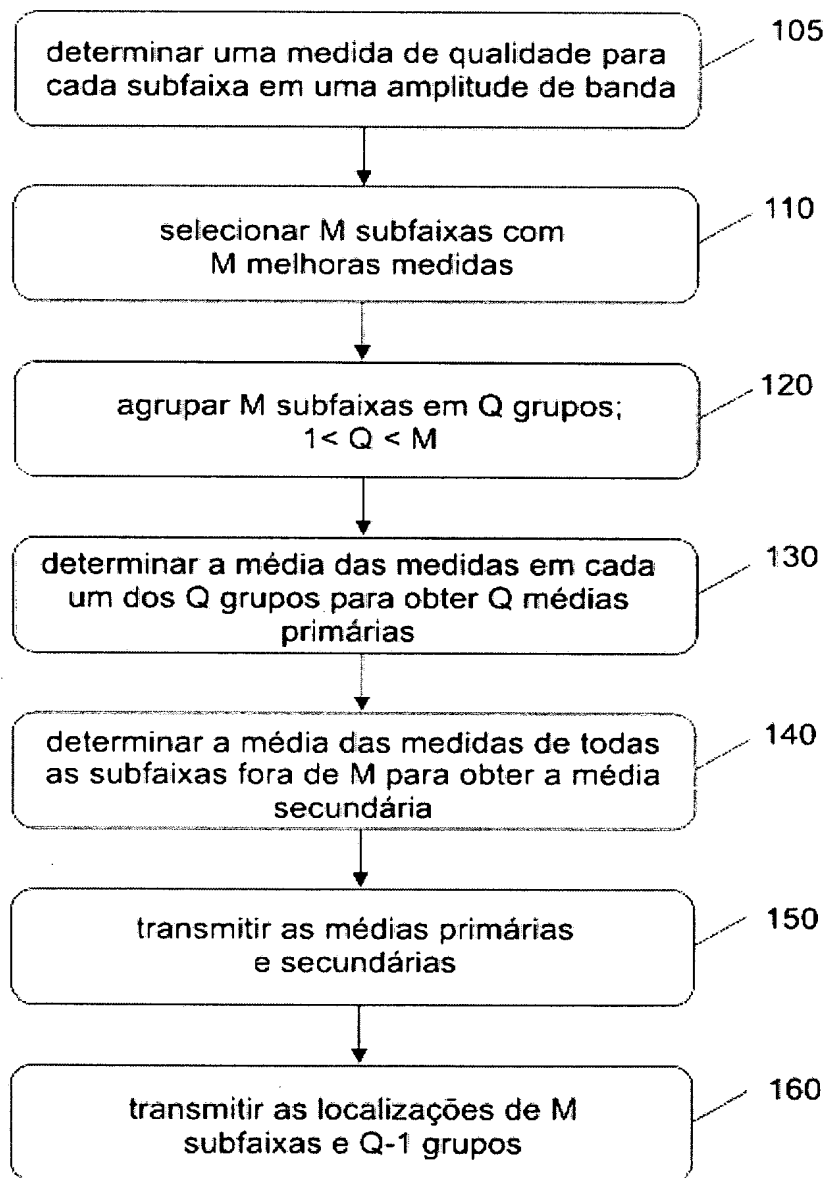 105
determinar uma medida de qualidade para
cada subfaixa em uma amplitude de banda
110
selecionar M subfaixas com
M melhoras medidas
120
agrupar M subfaixas em Q grupos;
1< Q < M
130
determinar a média das medidas em cada
um dos Q grupos para obter Q médias
primárias
140
determinar a média das medidas de todas
as subfaixas fora de M para obter a média
secundária
150
transmitir as médias primárias
e secundárias
160
transmitir as localizações de M
subfaixas e Q-1 grupos